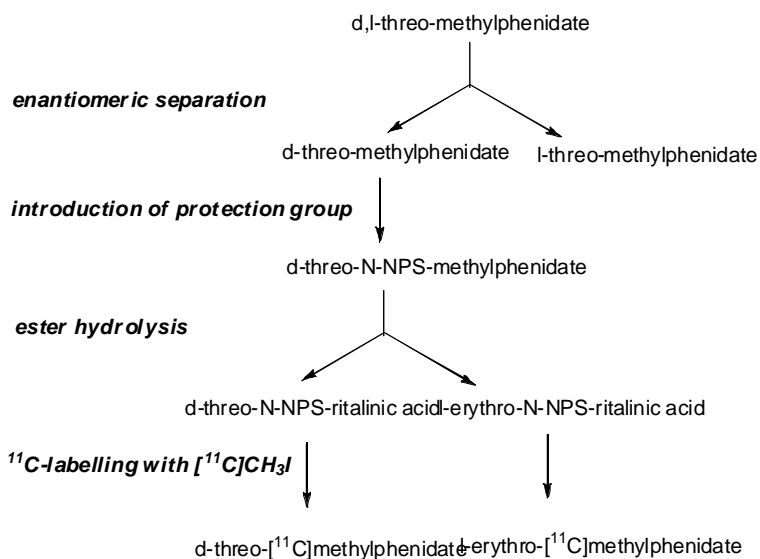 d,l-threo-methylphenidate
enantiomeric separation
d-threo-methylphenidate l-threo-methylphenidate
introduction of protection group
d-threo-N-NPS-methylphenidate
ester hydrolysis
d-threo-N-NPS-ritalinic acid l-erythro-N-NPS-ritalinic acid
¹¹C-labelling with [¹¹C]CH₃I
d-threo-[¹¹C]methylphenidate l-erythro-[¹¹C]methylphenidate